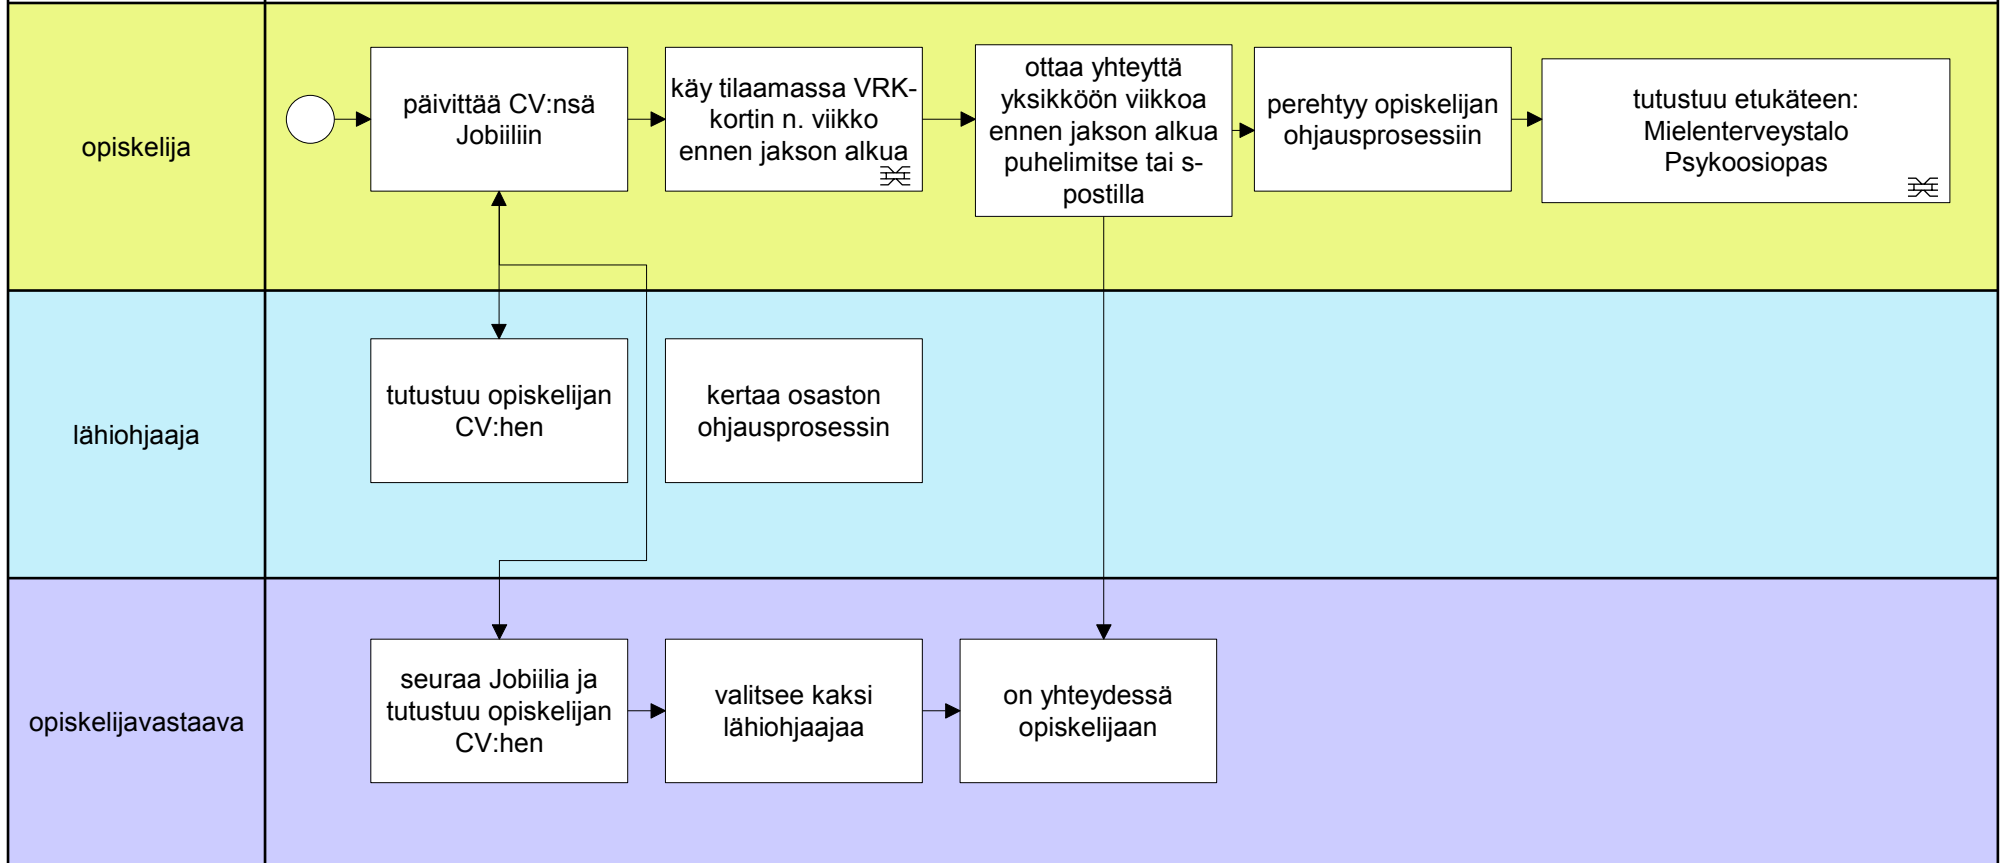 opiskelija
päivittää CV:nsä
Jobiiliin
käy tilaamassa VRK-
kortin n. viikko
ennen jakson alkua
ottaa yhteyttä
yksikköön viikkoa
ennen jakson alkua
puhelimitse tai s-
postilla
perehtyy opiskelijan
ohjausprosessiin
tutustuu etukäteen:
Mielenterveystalo
Psykoosiopas
lähiohjaaja
tutustuu opiskelijan
CV:hen
kertaa osaston
ohjausprosessin
opiskelijavastaava
seuraa Jobiilia ja
tutustuu opiskelijan
CV:hen
valitsee kaksi
lähiohjaajaa
on yhteydessä
opiskelijaan